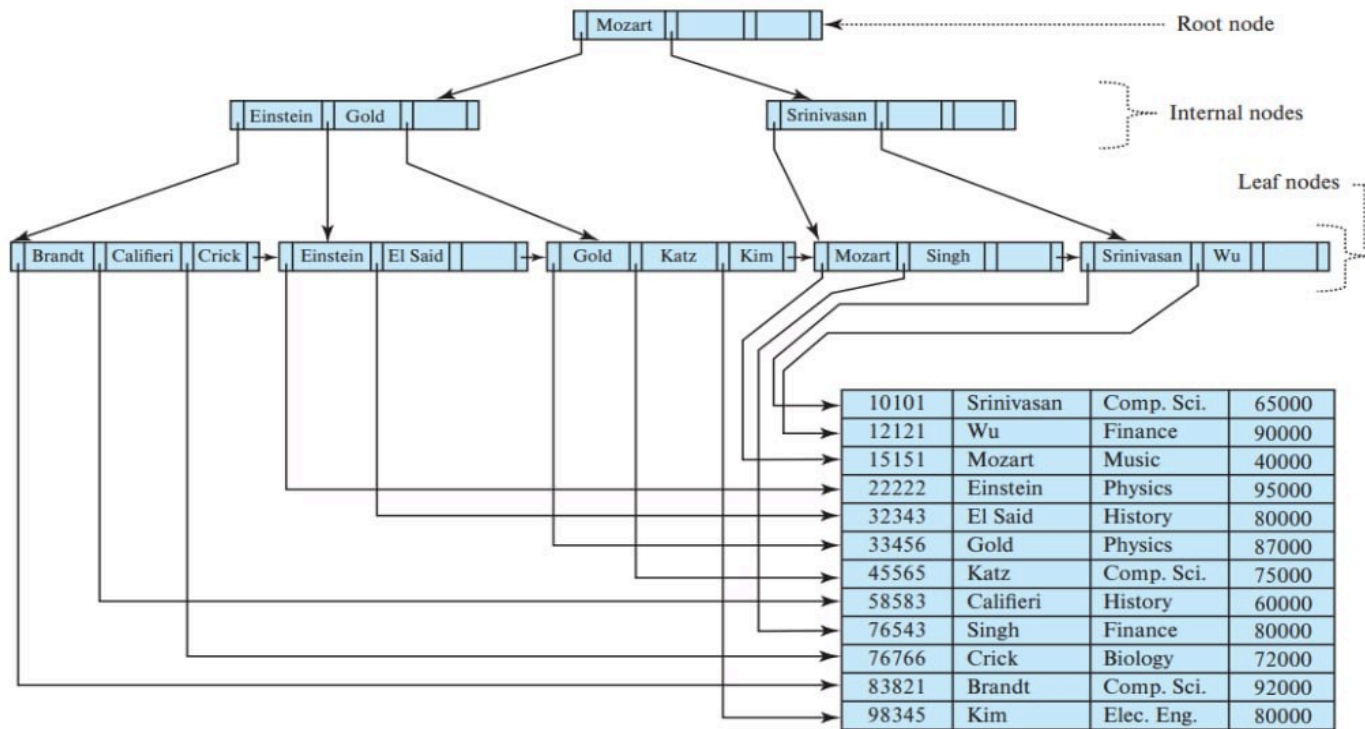 Mozart
Root node
Einstein Gold
Srinivasan
Internal nodes
Leaf nodes
Brandt Califieri Crick Einstein El Said Gold Katz Kim Mozart Singh Srinivasan Wu
10101 Srinivasan Comp. Sci. 65000
12121 Wu Finance 90000
15151 Mozart Music 40000
22222 Einstein Physics 95000
32343 El Said History 80000
33456 Gold Physics 87000
45565 Katz Comp. Sci. 75000
58583 Califieri History 60000
76543 Singh Finance 80000
76766 Crick Biology 72000
83821 Brandt Comp. Sci. 92000
98345 Kim Elec. Eng. 80000